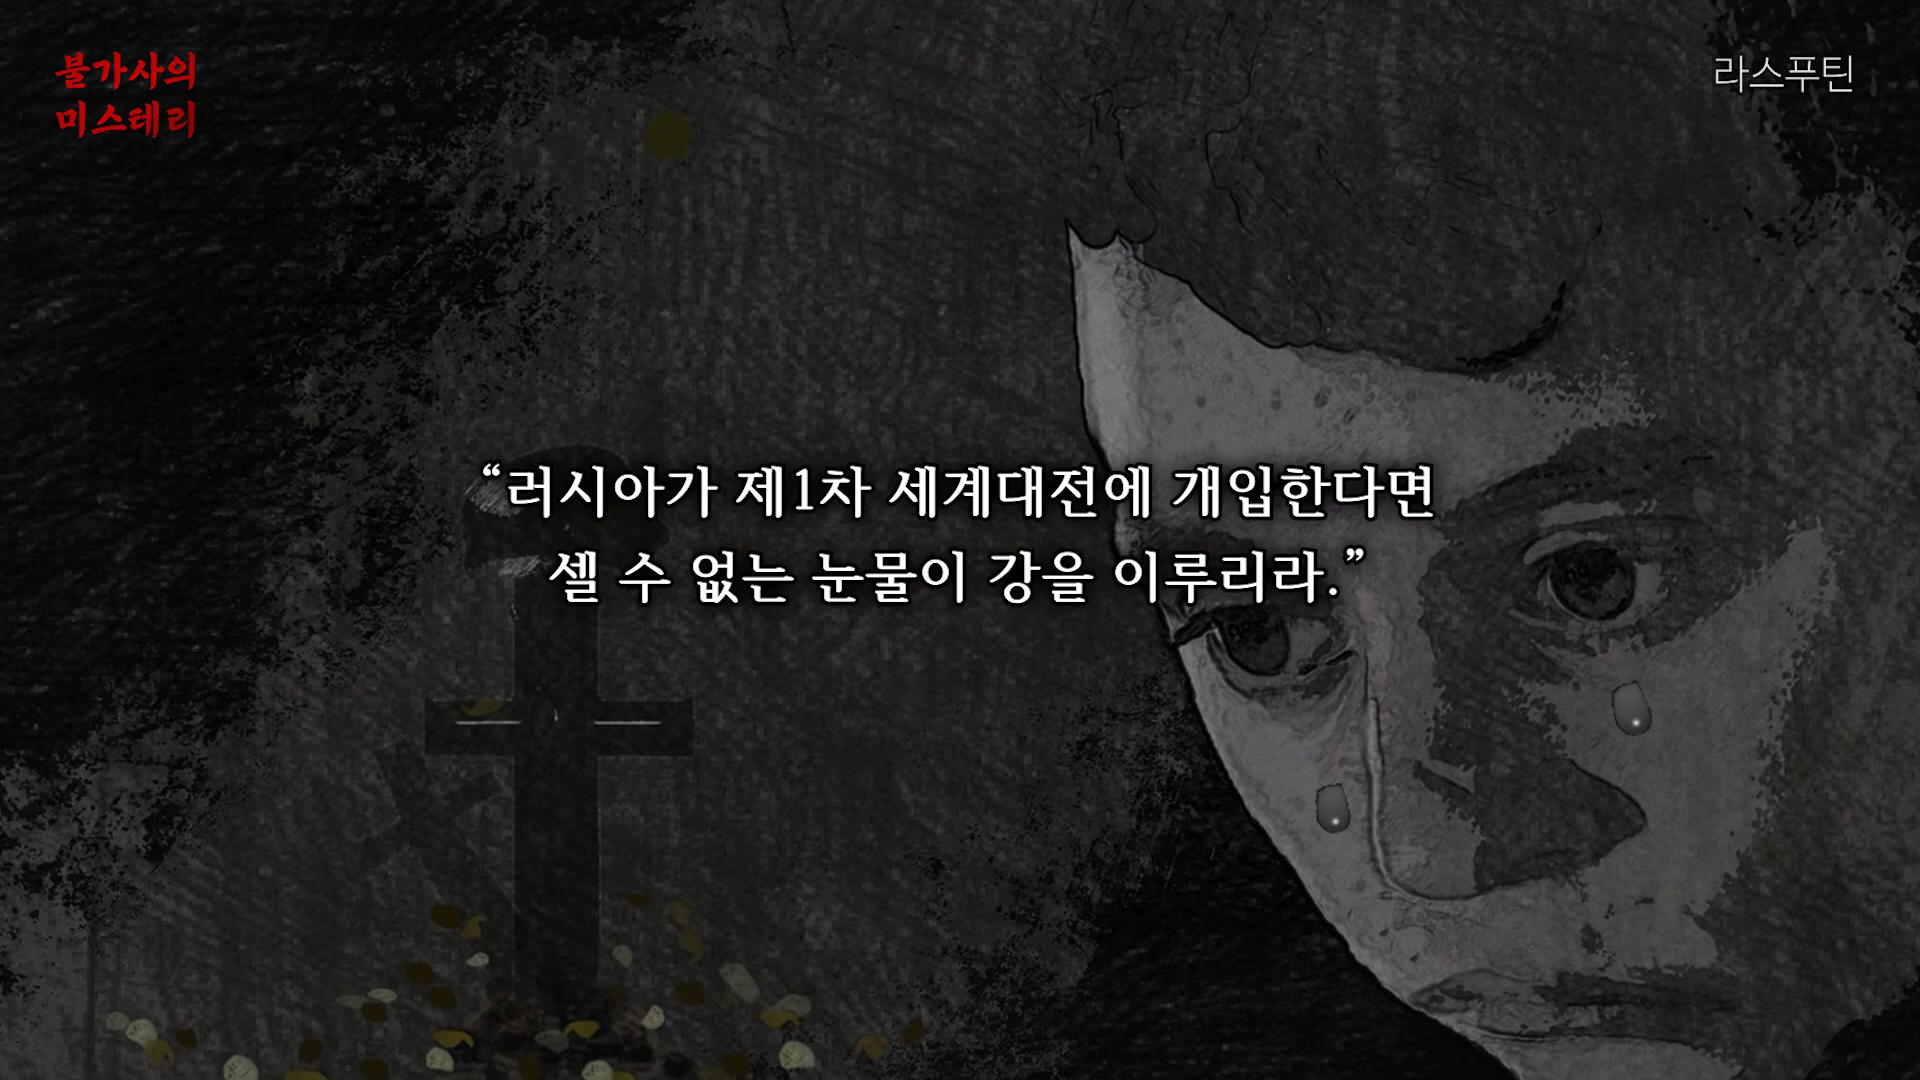 불가사의
미스테리
라스푸틴
“러시아가 제1차 세계대전에 개입한다면
셀 수 없는 눈물이 강을 이루리라.”